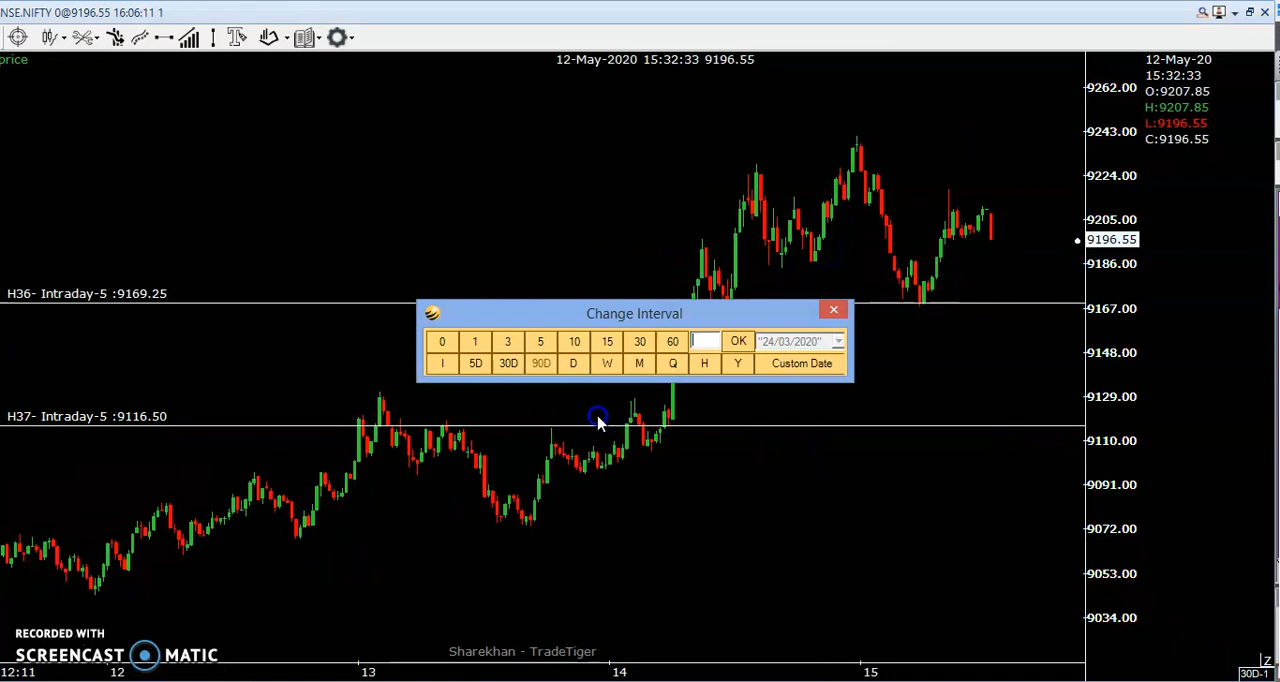 NSE.NIFTY 0@9196.55 16:06:11 1
price
12-May-2020 15:32:33 9196.55
12-May-20
15:32:33
O:9207.85
H:9207.85
L:9196.55
C:9196.55
9262.00
9243.00
9224.00
9205.00
9196.55
9186.00
9167.00
9148.00
9129.00
9110.00
9091.00
9072.00
9053.00
9034.00
H36- Intraday-5 :9169.25
Change Interval
0 1 3 5 10 15 30 60 OK "24/03/2020"
I 5D 30D 90D D W M Q H Y Custom Date
H37- Intraday-5 :9116.50
RECORDED WITH
SCREENCAST MATIC
Sharekhan - TradeTiger
12:11 12 13 14 15
Z
30D-1